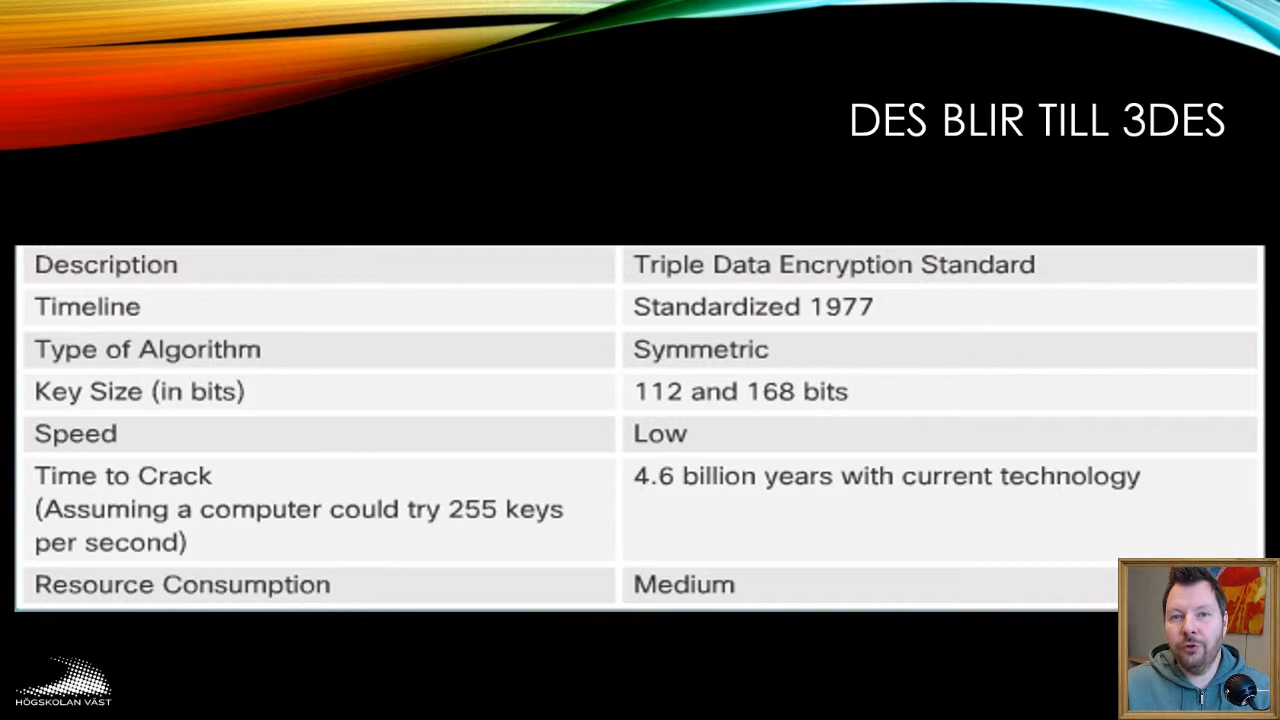 DES BLIR TILL 3DES
Description Triple Data Encryption Standard
Timeline Standardized 1977
Type of Algorithm Symmetric
Key Size (in bits) 112 and 168 bits
Speed Low
Time to Crack 4.6 billion years with current technology
(Assuming a computer could try 255 keys
per second)
Resource Consumption Medium
HÖGSKOLAN VÄST